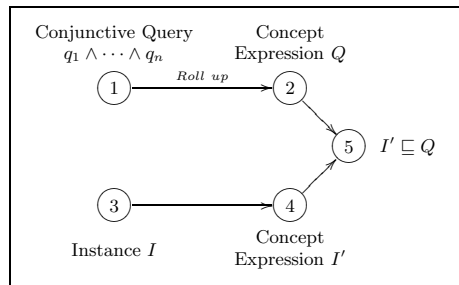 Conjunctive Query
q₁ ∧ · · · ∧ qₙ
Concept
Expression Q
Roll up
1
2
5
I′ ⊑ Q
3
4
Instance I
Concept
Expression I′